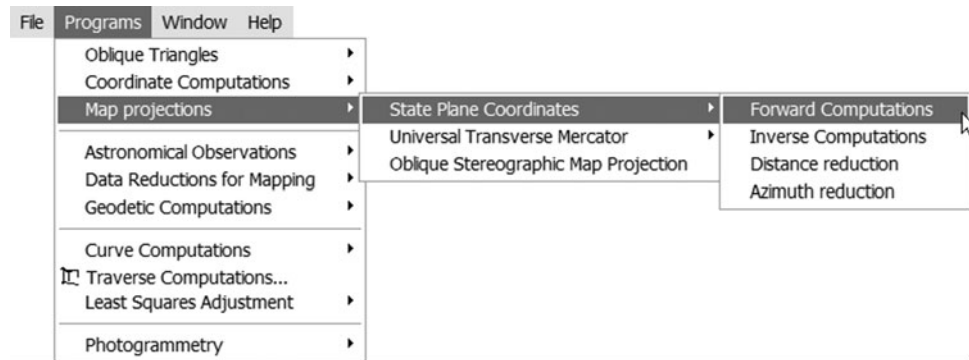 File Programs Window Help
Oblique Triangles
Coordinate Computations
Map projections
Astronomical Observations
Data Reductions for Mapping
Geodetic Computations
Curve Computations
Traverse Computations...
Least Squares Adjustment
Photogrammetry
State Plane Coordinates
Universal Transverse Mercator
Oblique Stereographic Map Projection
Forward Computations
Inverse Computations
Distance reduction
Azimuth reduction